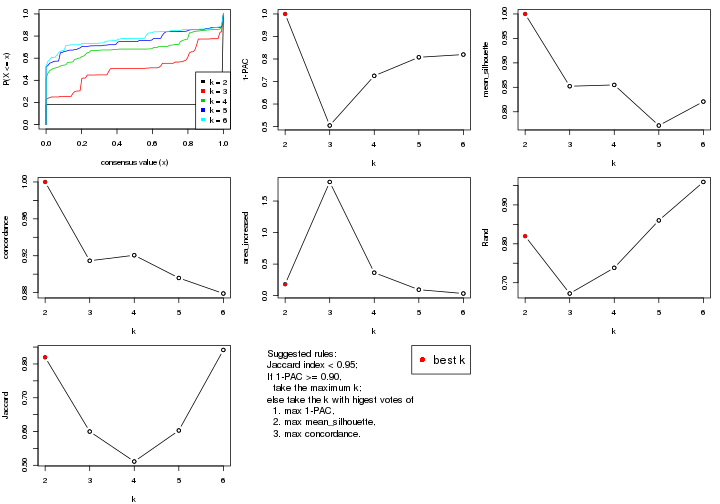 P(X <= x)
0.0 0.2 0.4 0.6 0.8 1.0
k = 2
k = 3
k = 4
k = 5
k = 6
0.0 0.2 0.4 0.6 0.8 1.0
consensus value (x)
1-PAC
0.5 0.6 0.7 0.8 0.9 1.0
2 3 4 5 6
k
mean_silhouette
0.80 0.85 0.90 0.95 1.00
2 3 4 5 6
k
concordance
0.88 0.92 0.96 1.00
2 3 4 5 6
k
area_increased
0.0 0.5 1.0 1.5
2 3 4 5 6
k
Rand
0.70 0.80 0.90
2 3 4 5 6
k
Jaccard
0.50 0.60 0.70 0.80
2 3 4 5 6
k
Suggested rules:
Jaccard index < 0.95;
If 1-PAC >= 0.90,
take the maximum k;
else take the k with higest votes of
1. max 1-PAC,
2. max mean_silhouette,
3. max concordance.
best k